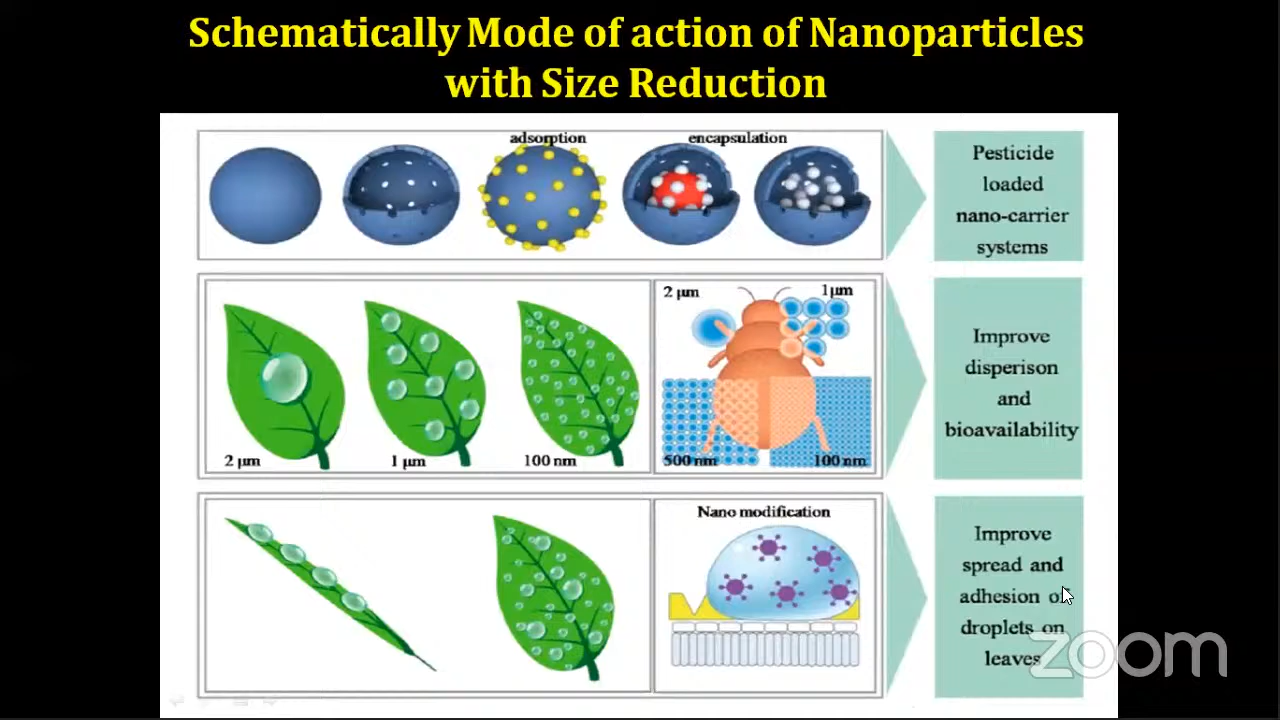 Schematically Mode of action of Nanoparticles
with Size Reduction
adsorption
encapsulation
Pesticide
loaded
nano-carrier
systems
2 μm
1 μm
100 nm
2 μm
1μm
500 nm
100 nm
Improve
disperison
and
bioavailability
Nano modification
Improve
spread and
adhesion of
droplets on
leaves
zoom